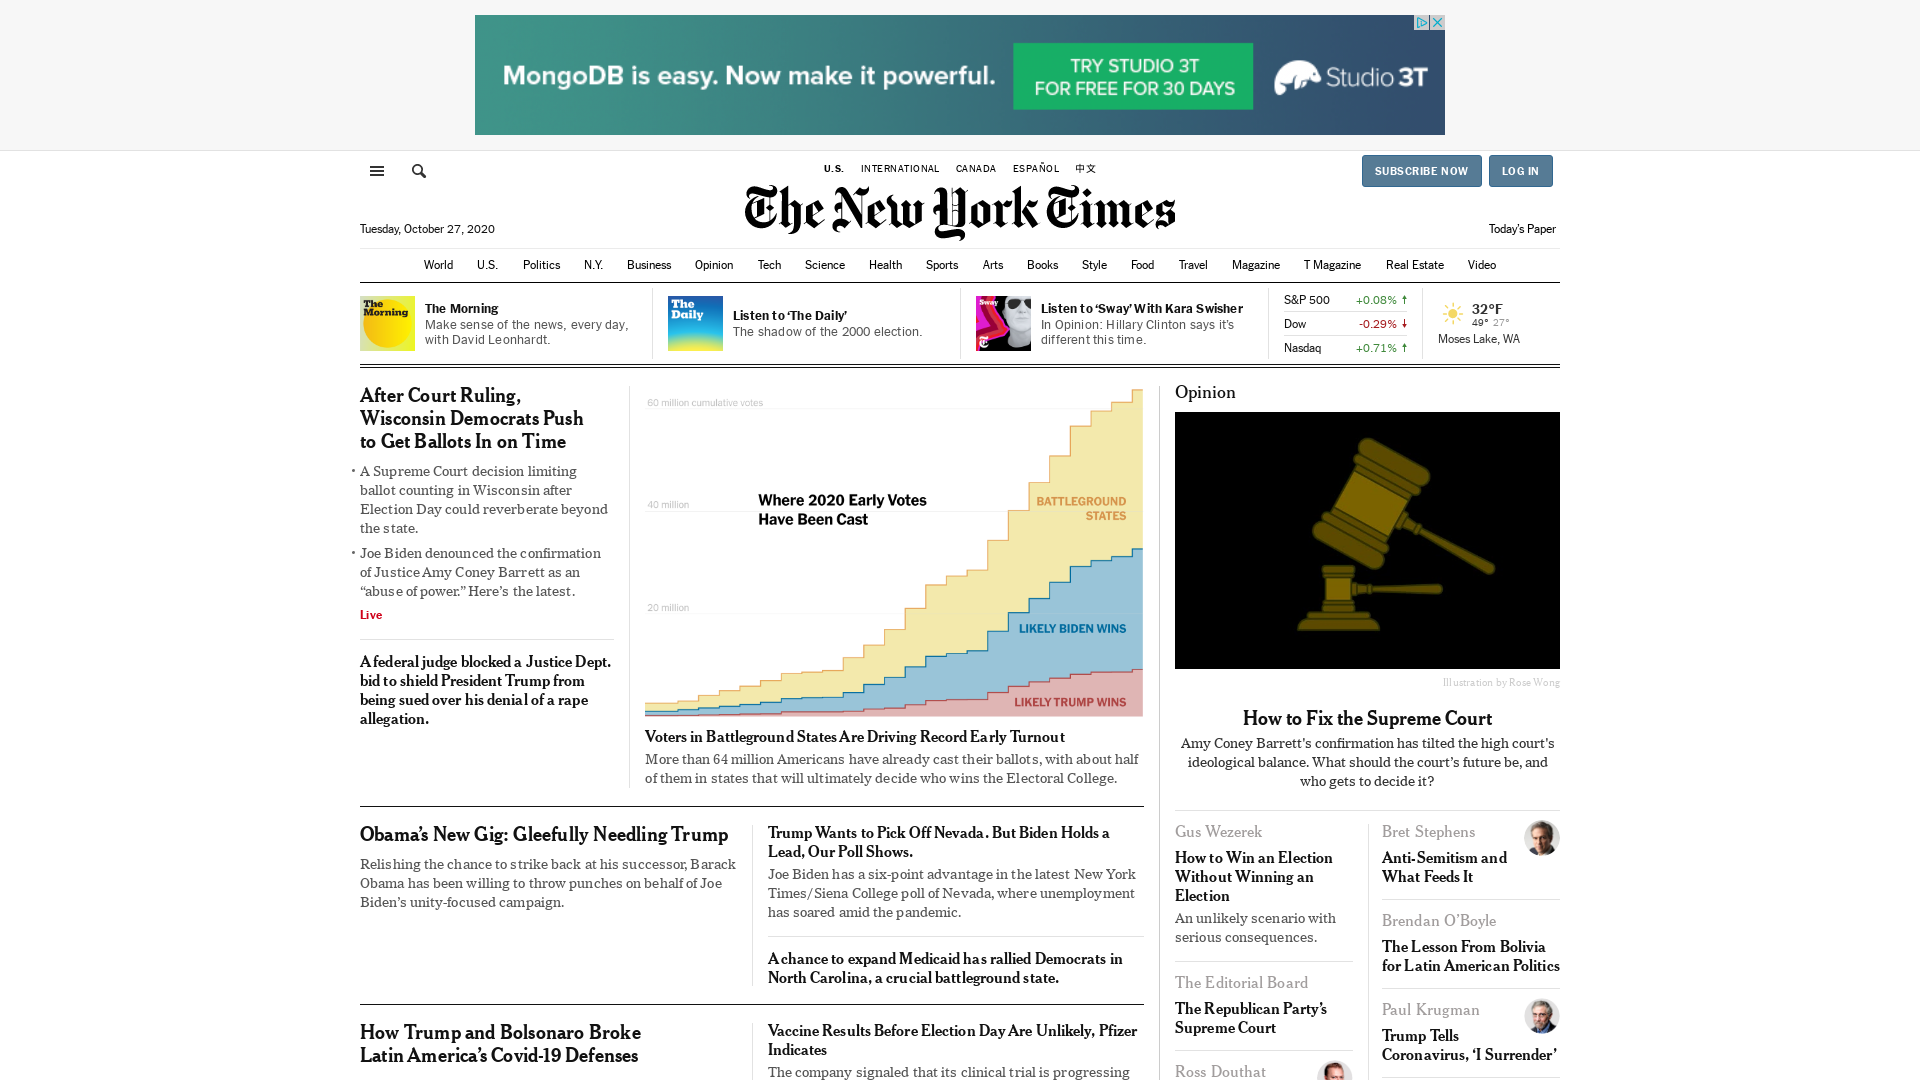 MongoDB is easy. Now make it powerful.
TRY STUDIO 3T
FOR FREE FOR 30 DAYS
Studio 3T
U.S. INTERNATIONAL CANADA ESPAÑOL 中文
SUBSCRIBE NOW
LOG IN
The New York Times
Tuesday, October 27, 2020
Today's Paper
World U.S. Politics N.Y. Business Opinion Tech Science Health Sports Arts Books Style Food Travel Magazine T Magazine Real Estate Video
The Morning
The Morning
Make sense of the news, every day,
with David Leonhardt.
The Daily
Listen to ‘The Daily’
The shadow of the 2000 election.
Sway
Listen to ‘Sway’ With Kara Swisher
In Opinion: Hillary Clinton says it’s
different this time.
S&P 500 +0.08%
Dow -0.29%
Nasdaq +0.71%
32°F
49° 27°
Moses Lake, WA
After Court Ruling,
Wisconsin Democrats Push
to Get Ballots In on Time
• A Supreme Court decision limiting
ballot counting in Wisconsin after
Election Day could reverberate beyond
the state.
• Joe Biden denounced the confirmation
of Justice Amy Coney Barrett as an
“abuse of power.” Here’s the latest.
Live
A federal judge blocked a Justice Dept.
bid to shield President Trump from
being sued over his denial of a rape
allegation.
60 million cumulative votes
Where 2020 Early Votes
Have Been Cast
40 million
20 million
BATTLEGROUND
STATES
LIKELY BIDEN WINS
LIKELY TRUMP WINS
Voters in Battleground States Are Driving Record Early Turnout
More than 64 million Americans have already cast their ballots, with about half
of them in states that will ultimately decide who wins the Electoral College.
Obama’s New Gig: Gleefully Needling Trump
Relishing the chance to strike back at his successor, Barack
Obama has been willing to throw punches on behalf of Joe
Biden’s unity-focused campaign.
Trump Wants to Pick Off Nevada. But Biden Holds a
Lead, Our Poll Shows.
Joe Biden has a six-point advantage in the latest New York
Times/Siena College poll of Nevada, where unemployment
has soared amid the pandemic.
A chance to expand Medicaid has rallied Democrats in
North Carolina, a crucial battleground state.
How Trump and Bolsonaro Broke
Latin America’s Covid-19 Defenses
Vaccine Results Before Election Day Are Unlikely, Pfizer
Indicates
The company signaled that its clinical trial is progressing
Opinion
Illustration by Rose Wong
How to Fix the Supreme Court
Amy Coney Barrett's confirmation has tilted the high court's
ideological balance. What should the court’s future be, and
who gets to decide it?
Gus Wezerek
How to Win an Election
Without Winning an
Election
An unlikely scenario with
serious consequences.
The Editorial Board
The Republican Party’s
Supreme Court
Ross Douthat
Bret Stephens
Anti-Semitism and
What Feeds It
Brendan O’Boyle
The Lesson From Bolivia
for Latin American Politics
Paul Krugman
Trump Tells
Coronavirus, ‘I Surrender’